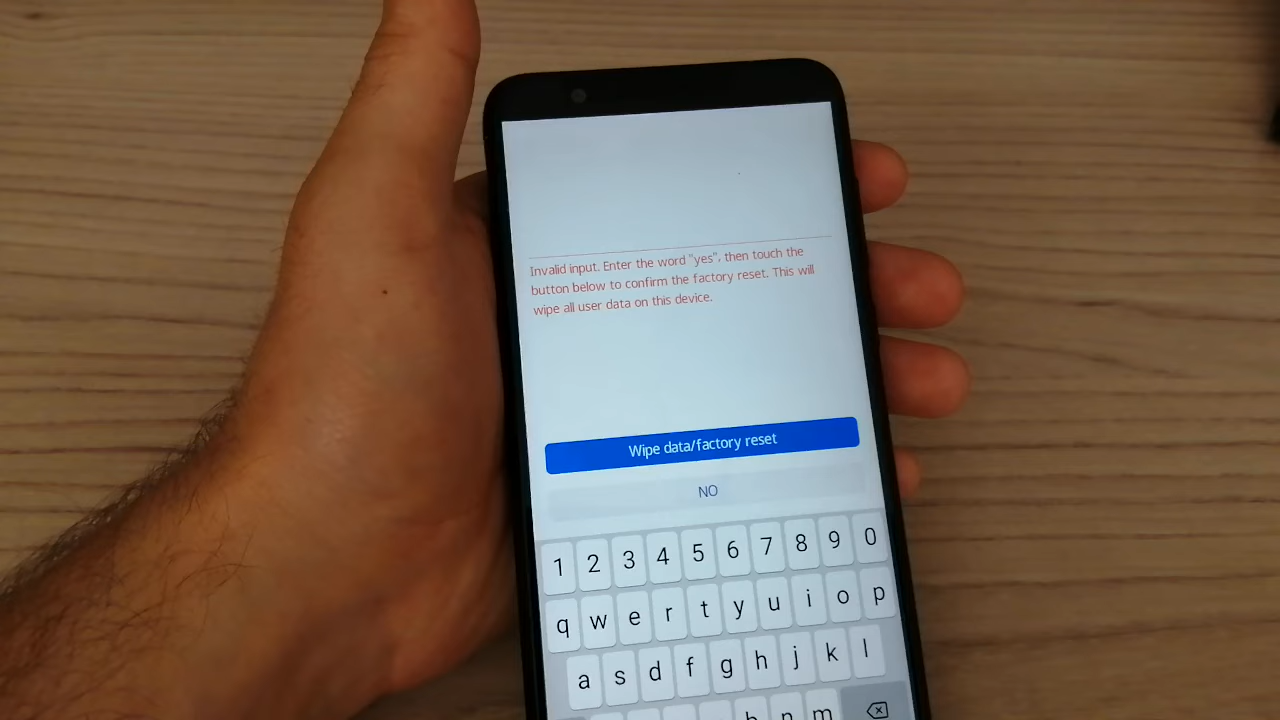 Invalid input. Enter the word "yes", then touch the
button below to confirm the factory reset. This will
wipe all user data on this device.
Wipe data/factory reset
NO
1 2 3 4 5 6 7 8 9 0
q w e r t y u i o p
a s d f g h j k l
b n m